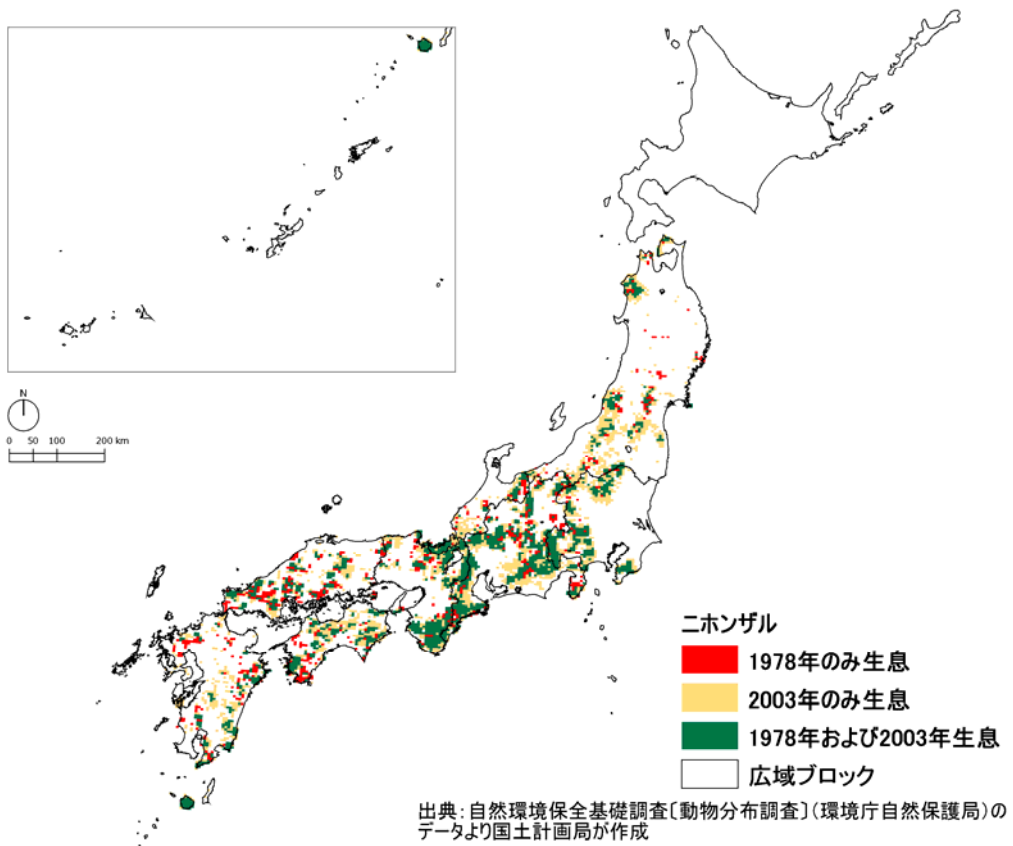 N
0 50 100 200 km
ニホンザル
1978年のみ生息
2003年のみ生息
1978年および2003年生息
広域ブロック
出典：自然環境保全基礎調査〔動物分布調査〕（環境庁自然保護局）の
データより国土計画局が作成